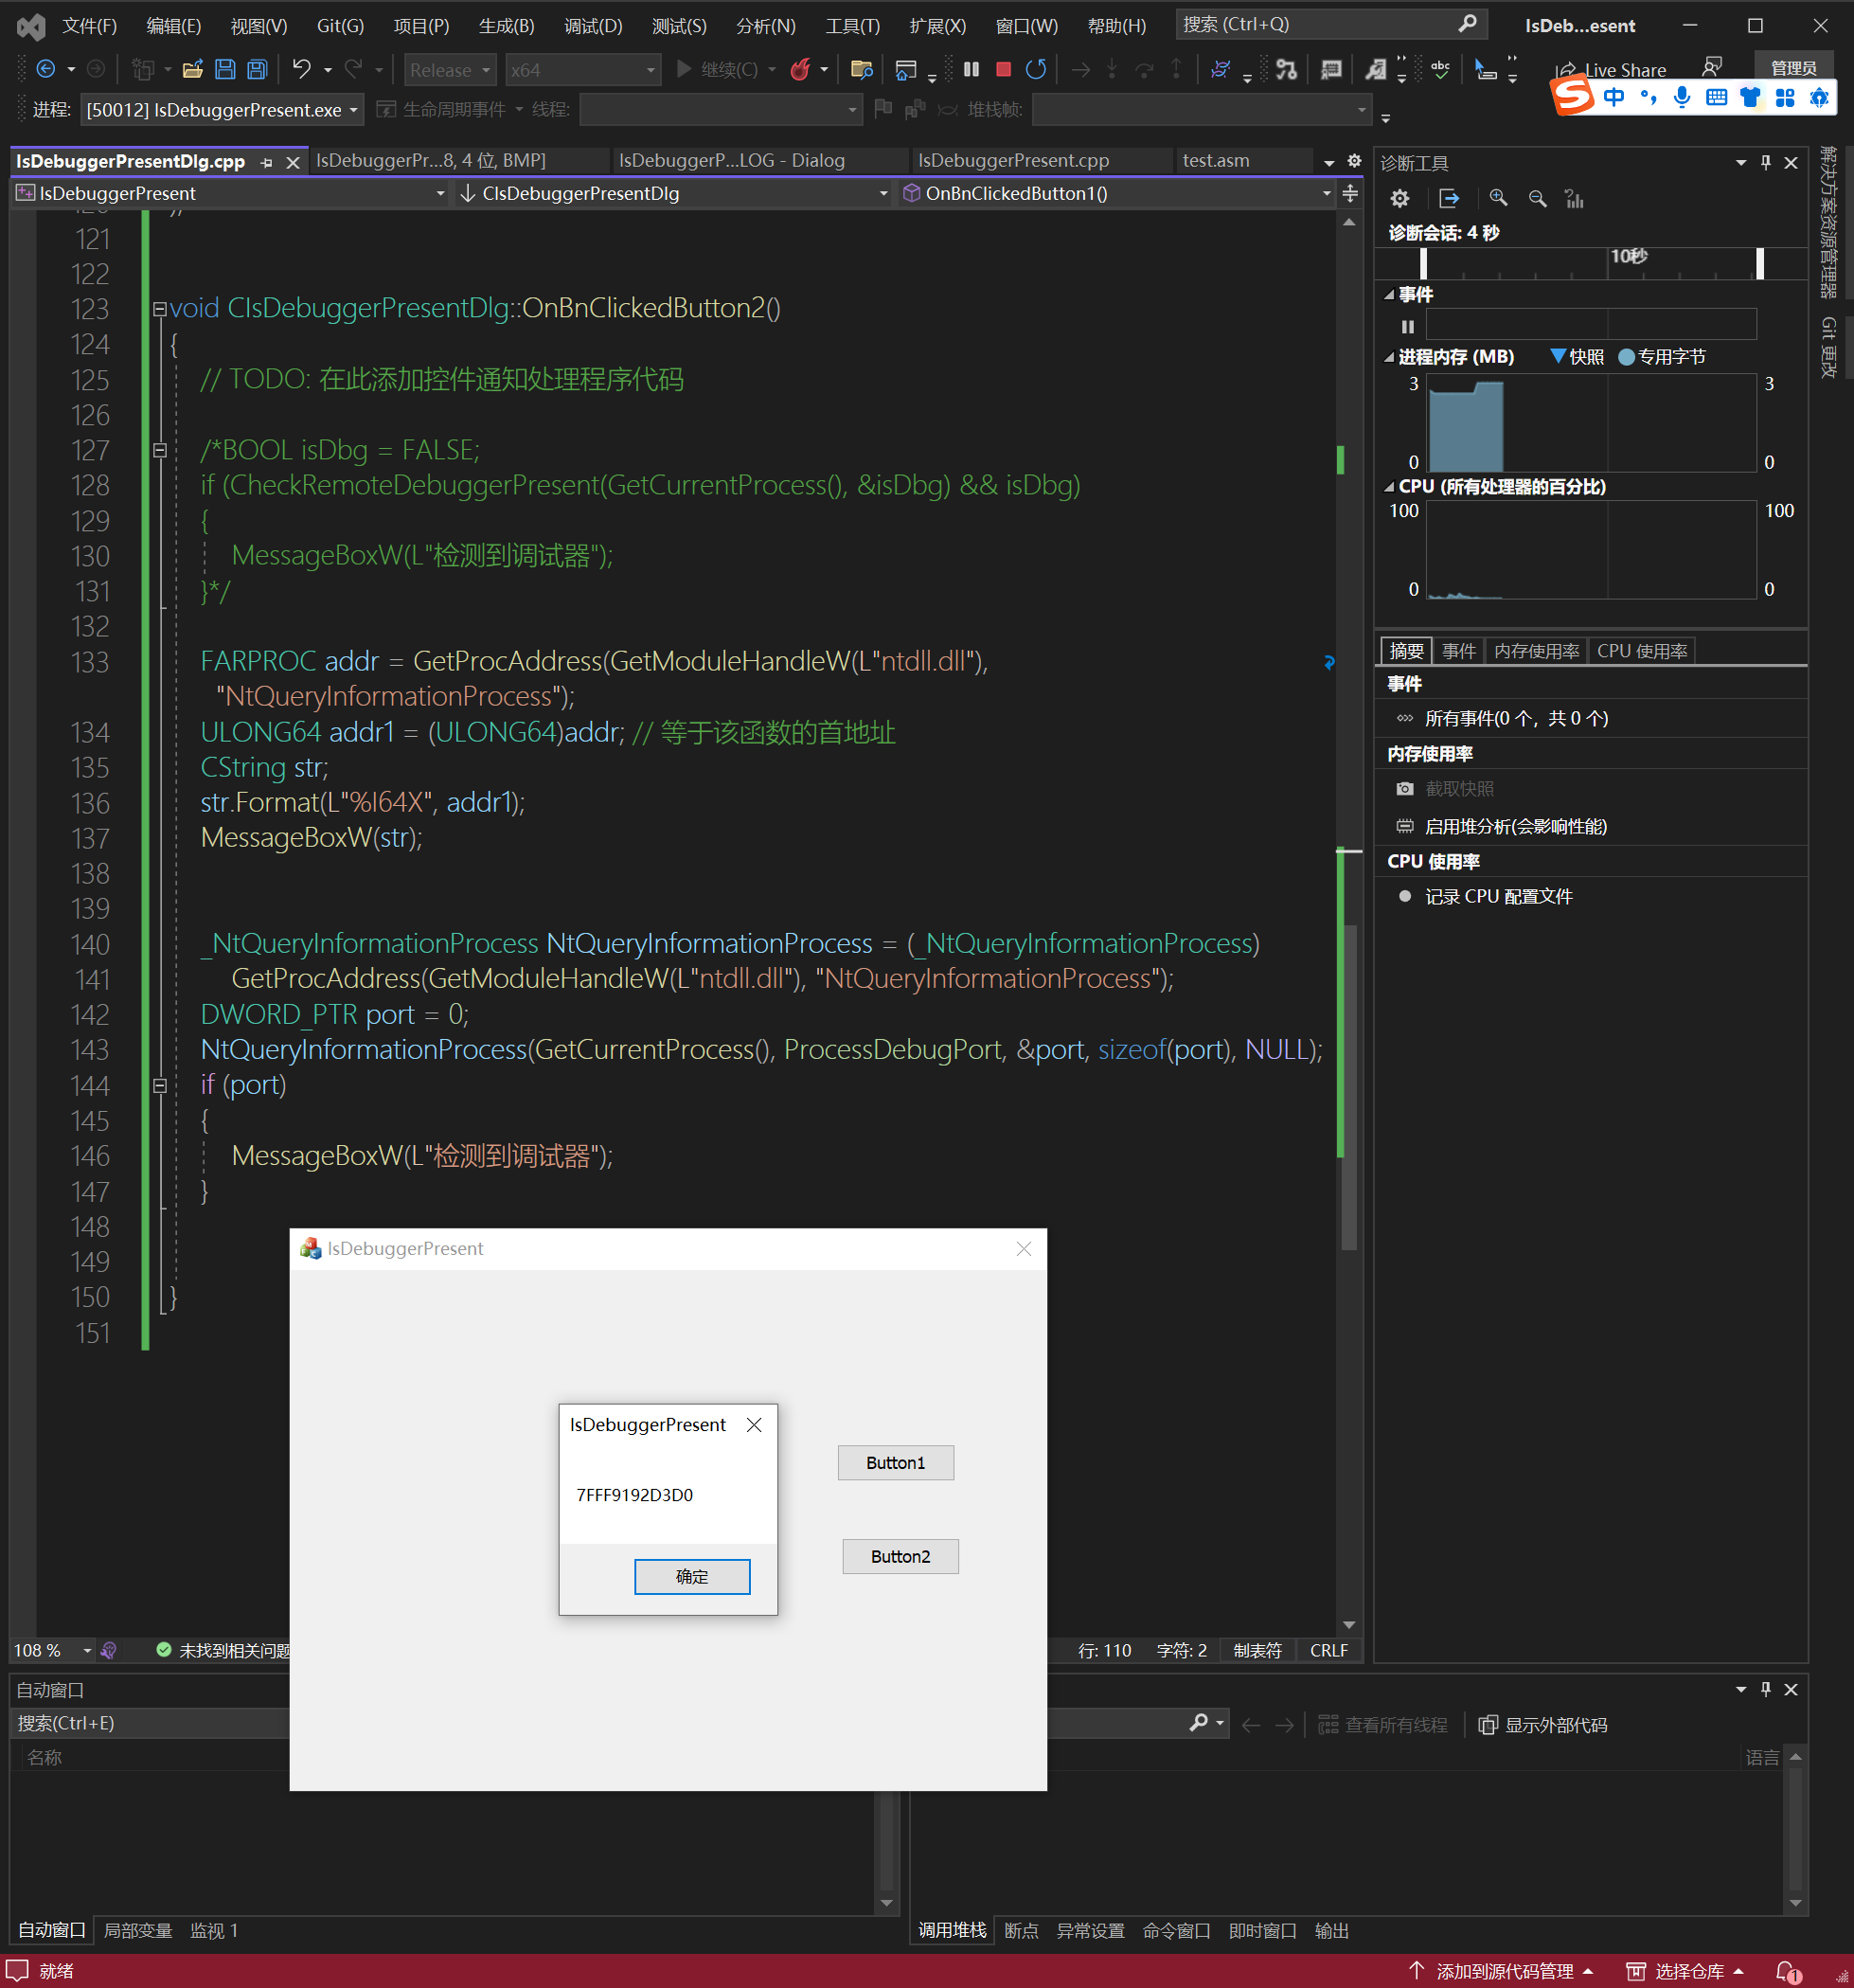 文件(F) 编辑(E) 视图(V) Git(G) 项目(P) 生成(B) 调试(D) 测试(S) 分析(N) 工具(T) 扩展(X) 窗口(W) 帮助(H) 搜索 (Ctrl+Q) IsDeb...esent
Release x64 继续(C) Live Share 管理员
进程: [50012] IsDebuggerPresent.exe 生命周期事件 线程: 堆栈帧: 中
IsDebuggerPresentDlg.cpp IsDebuggerPr...8, 4 位, BMP] IsDebuggerP...LOG - Dialog IsDebuggerPresent.cpp test.asm
IsDebuggerPresent CIsDebuggerPresentDlg OnBnClickedButton1()
121
122
123 void CIsDebuggerPresentDlg::OnBnClickedButton2()
124 {
125 // TODO: 在此添加控件通知处理程序代码
126
127 /*BOOL isDbg = FALSE;
128 if (CheckRemoteDebuggerPresent(GetCurrentProcess(), &isDbg) && isDbg)
129 {
130 MessageBoxW(L"检测到调试器");
131 }*/
132
133 FARPROC addr = GetProcAddress(GetModuleHandleW(L"ntdll.dll"),
"NtQueryInformationProcess");
134 ULONG64 addr1 = (ULONG64)addr; // 等于该函数的首地址
135 CString str;
136 str.Format(L"%I64X", addr1);
137 MessageBoxW(str);
138
139
140 _NtQueryInformationProcess NtQueryInformationProcess = (_NtQueryInformationProcess)
141 GetProcAddress(GetModuleHandleW(L"ntdll.dll"), "NtQueryInformationProcess");
142 DWORD_PTR port = 0;
143 NtQueryInformationProcess(GetCurrentProcess(), ProcessDebugPort, &port, sizeof(port), NULL);
144 if (port)
145 {
146 MessageBoxW(L"检测到调试器");
147 }
148
149
150 }
151
IsDebuggerPresent
IsDebuggerPresent
7FFF9192D3D0
确定
Button1
Button2
108 % 未找到相关问题 行: 110 字符: 2 制表符 CRLF
诊断工具
诊断会话: 4 秒
10秒
事件
进程内存 (MB) 快照 专用字节
3 3
0 0
CPU (所有处理器的百分比)
100 100
0 0
摘要 事件 内存使用率 CPU 使用率
事件
所有事件(0 个，共 0 个)
内存使用率
截取快照
启用堆分析(会影响性能)
CPU 使用率
记录 CPU 配置文件
解决方案资源管理器
Git 更改
自动窗口
搜索(Ctrl+E) 查看所有线程 显示外部代码
名称 语言
自动窗口 局部变量 监视 1 调用堆栈 断点 异常设置 命令窗口 即时窗口 输出
就绪 添加到源代码管理 选择仓库 1